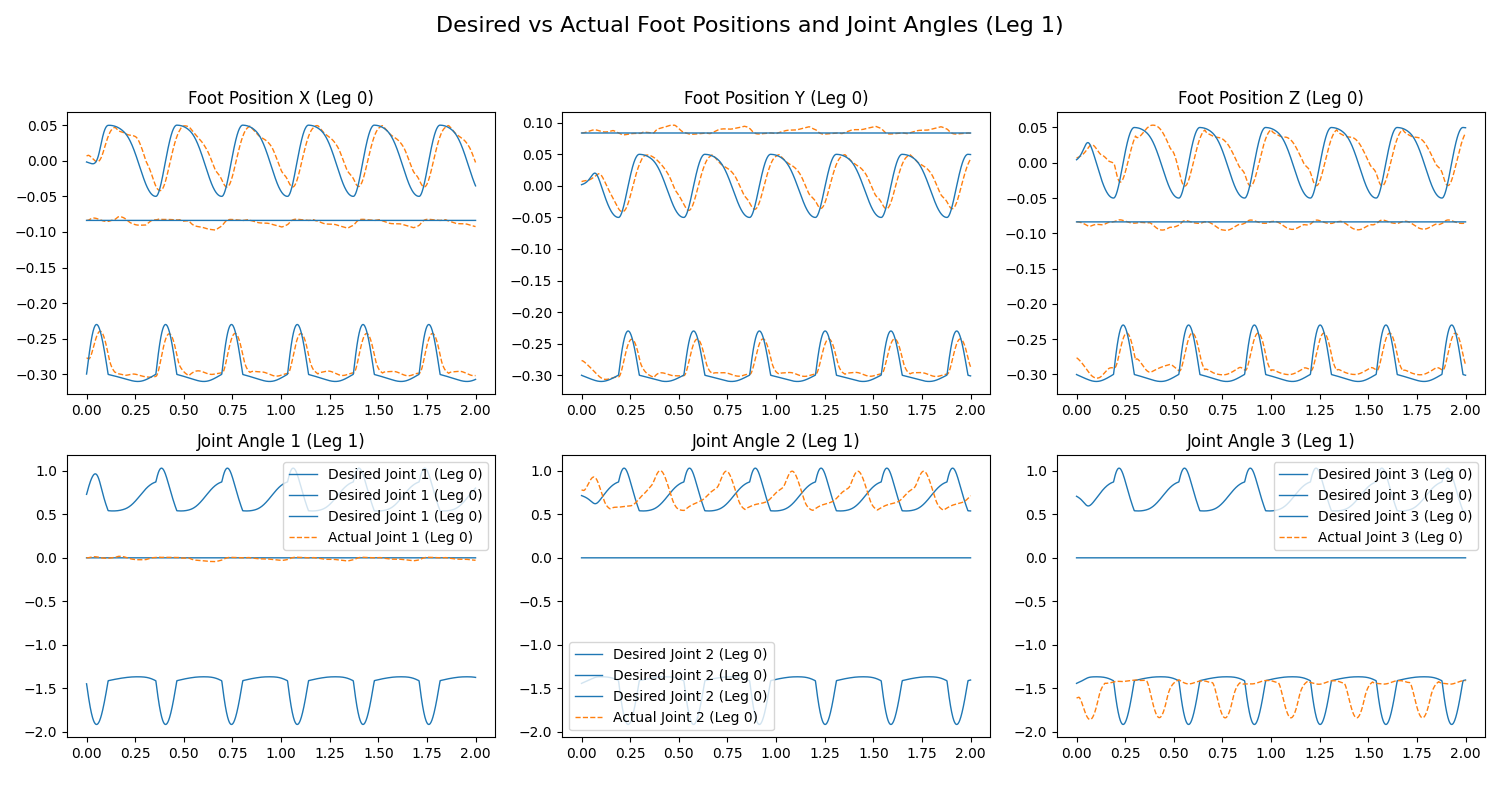 Desired vs Actual Foot Positions and Joint Angles (Leg 1)
Foot Position X (Leg 0)
0.05
0.00
−0.05
−0.10
−0.15
−0.20
−0.25
−0.30
0.00 0.25 0.50 0.75 1.00 1.25 1.50 1.75 2.00
Foot Position Y (Leg 0)
0.10
0.05
0.00
−0.05
−0.10
−0.15
−0.20
−0.25
−0.30
0.00 0.25 0.50 0.75 1.00 1.25 1.50 1.75 2.00
Foot Position Z (Leg 0)
0.05
0.00
−0.05
−0.10
−0.15
−0.20
−0.25
−0.30
0.00 0.25 0.50 0.75 1.00 1.25 1.50 1.75 2.00
Joint Angle 1 (Leg 1)
Desired Joint 1 (Leg 0)
Desired Joint 1 (Leg 0)
Desired Joint 1 (Leg 0)
Actual Joint 1 (Leg 0)
1.0
0.5
0.0
−0.5
−1.0
−1.5
−2.0
0.00 0.25 0.50 0.75 1.00 1.25 1.50 1.75 2.00
Joint Angle 2 (Leg 1)
1.0
0.5
0.0
−0.5
−1.0
−1.5
−2.0
Desired Joint 2 (Leg 0)
Desired Joint 2 (Leg 0)
Desired Joint 2 (Leg 0)
Actual Joint 2 (Leg 0)
0.00 0.25 0.50 0.75 1.00 1.25 1.50 1.75 2.00
Joint Angle 3 (Leg 1)
Desired Joint 3 (Leg 0)
Desired Joint 3 (Leg 0)
Desired Joint 3 (Leg 0)
Actual Joint 3 (Leg 0)
1.0
0.5
0.0
−0.5
−1.0
−1.5
−2.0
0.00 0.25 0.50 0.75 1.00 1.25 1.50 1.75 2.00